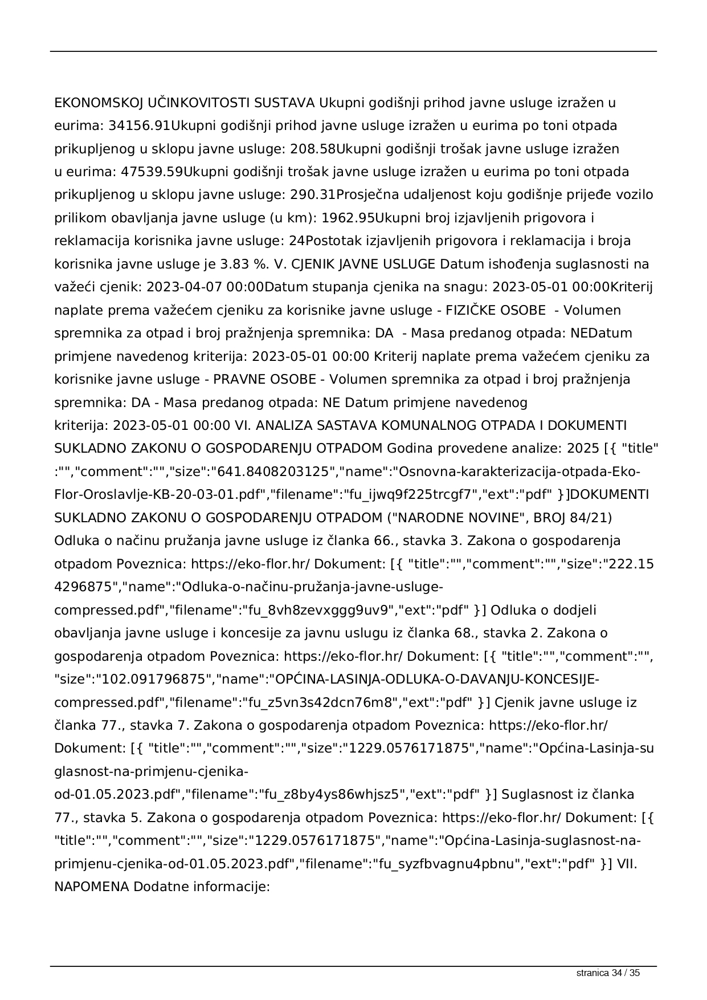 EKONOMSKOJ UČINKOVITOSTI SUSTAVA Ukupni godišnji prihod javne usluge izražen u
eurima: 34156.91Ukupni godišnji prihod javne usluge izražen u eurima po toni otpada
prikupljenog u sklopu javne usluge: 208.58Ukupni godišnji trošak javne usluge izražen
u eurima: 47539.59Ukupni godišnji trošak javne usluge izražen u eurima po toni otpada
prikupljenog u sklopu javne usluge: 290.31Prosječna udaljenost koju godišnje prijeđe vozilo
prilikom obavljanja javne usluge (u km): 1962.95Ukupni broj izjavljenih prigovora i
reklamacija korisnika javne usluge: 24Postotak izjavljenih prigovora i reklamacija i broja
korisnika javne usluge je 3.83 %. V. CJENIK JAVNE USLUGE Datum ishođenja suglasnosti na
važeći cjenik: 2023-04-07 00:00Datum stupanja cjenika na snagu: 2023-05-01 00:00Kriterij
naplate prema važećem cjeniku za korisnike javne usluge - FIZIČKE OSOBE  - Volumen
spremnika za otpad i broj pražnjenja spremnika: DA  - Masa predanog otpada: NEDatum
primjene navedenog kriterija: 2023-05-01 00:00 Kriterij naplate prema važećem cjeniku za
korisnike javne usluge - PRAVNE OSOBE - Volumen spremnika za otpad i broj pražnjenja
spremnika: DA - Masa predanog otpada: NE Datum primjene navedenog
kriterija: 2023-05-01 00:00 VI. ANALIZA SASTAVA KOMUNALNOG OTPADA I DOKUMENTI
SUKLADNO ZAKONU O GOSPODARENJU OTPADOM Godina provedene analize: 2025 [{ "title"
:"","comment":"","size":"641.8408203125","name":"Osnovna-karakterizacija-otpada-Eko-
Flor-Oroslavlje-KB-20-03-01.pdf","filename":"fu_ijwq9f225trcgf7","ext":"pdf" }]DOKUMENTI
SUKLADNO ZAKONU O GOSPODARENJU OTPADOM ("NARODNE NOVINE", BROJ 84/21)
Odluka o načinu pružanja javne usluge iz članka 66., stavka 3. Zakona o gospodarenja
otpadom Poveznica: https://eko-flor.hr/ Dokument: [{ "title":"","comment":"","size":"222.15
4296875","name":"Odluka-o-načinu-pružanja-javne-usluge-
compressed.pdf","filename":"fu_8vh8zevxggg9uv9","ext":"pdf" }] Odluka o dodjeli
obavljanja javne usluge i koncesije za javnu uslugu iz članka 68., stavka 2. Zakona o
gospodarenja otpadom Poveznica: https://eko-flor.hr/ Dokument: [{ "title":"","comment":"",
"size":"102.091796875","name":"OPĆINA-LASINJA-ODLUKA-O-DAVANJU-KONCESIJE-
compressed.pdf","filename":"fu_z5vn3s42dcn76m8","ext":"pdf" }] Cjenik javne usluge iz
članka 77., stavka 7. Zakona o gospodarenja otpadom Poveznica: https://eko-flor.hr/
Dokument: [{ "title":"","comment":"","size":"1229.0576171875","name":"Općina-Lasinja-su
glasnost-na-primjenu-cjenika-
od-01.05.2023.pdf","filename":"fu_z8by4ys86whjsz5","ext":"pdf" }] Suglasnost iz članka
77., stavka 5. Zakona o gospodarenja otpadom Poveznica: https://eko-flor.hr/ Dokument: [{
"title":"","comment":"","size":"1229.0576171875","name":"Općina-Lasinja-suglasnost-na-
primjenu-cjenika-od-01.05.2023.pdf","filename":"fu_syzfbvagnu4pbnu","ext":"pdf" }] VII.
NAPOMENA Dodatne informacije:
stranica 34 / 35